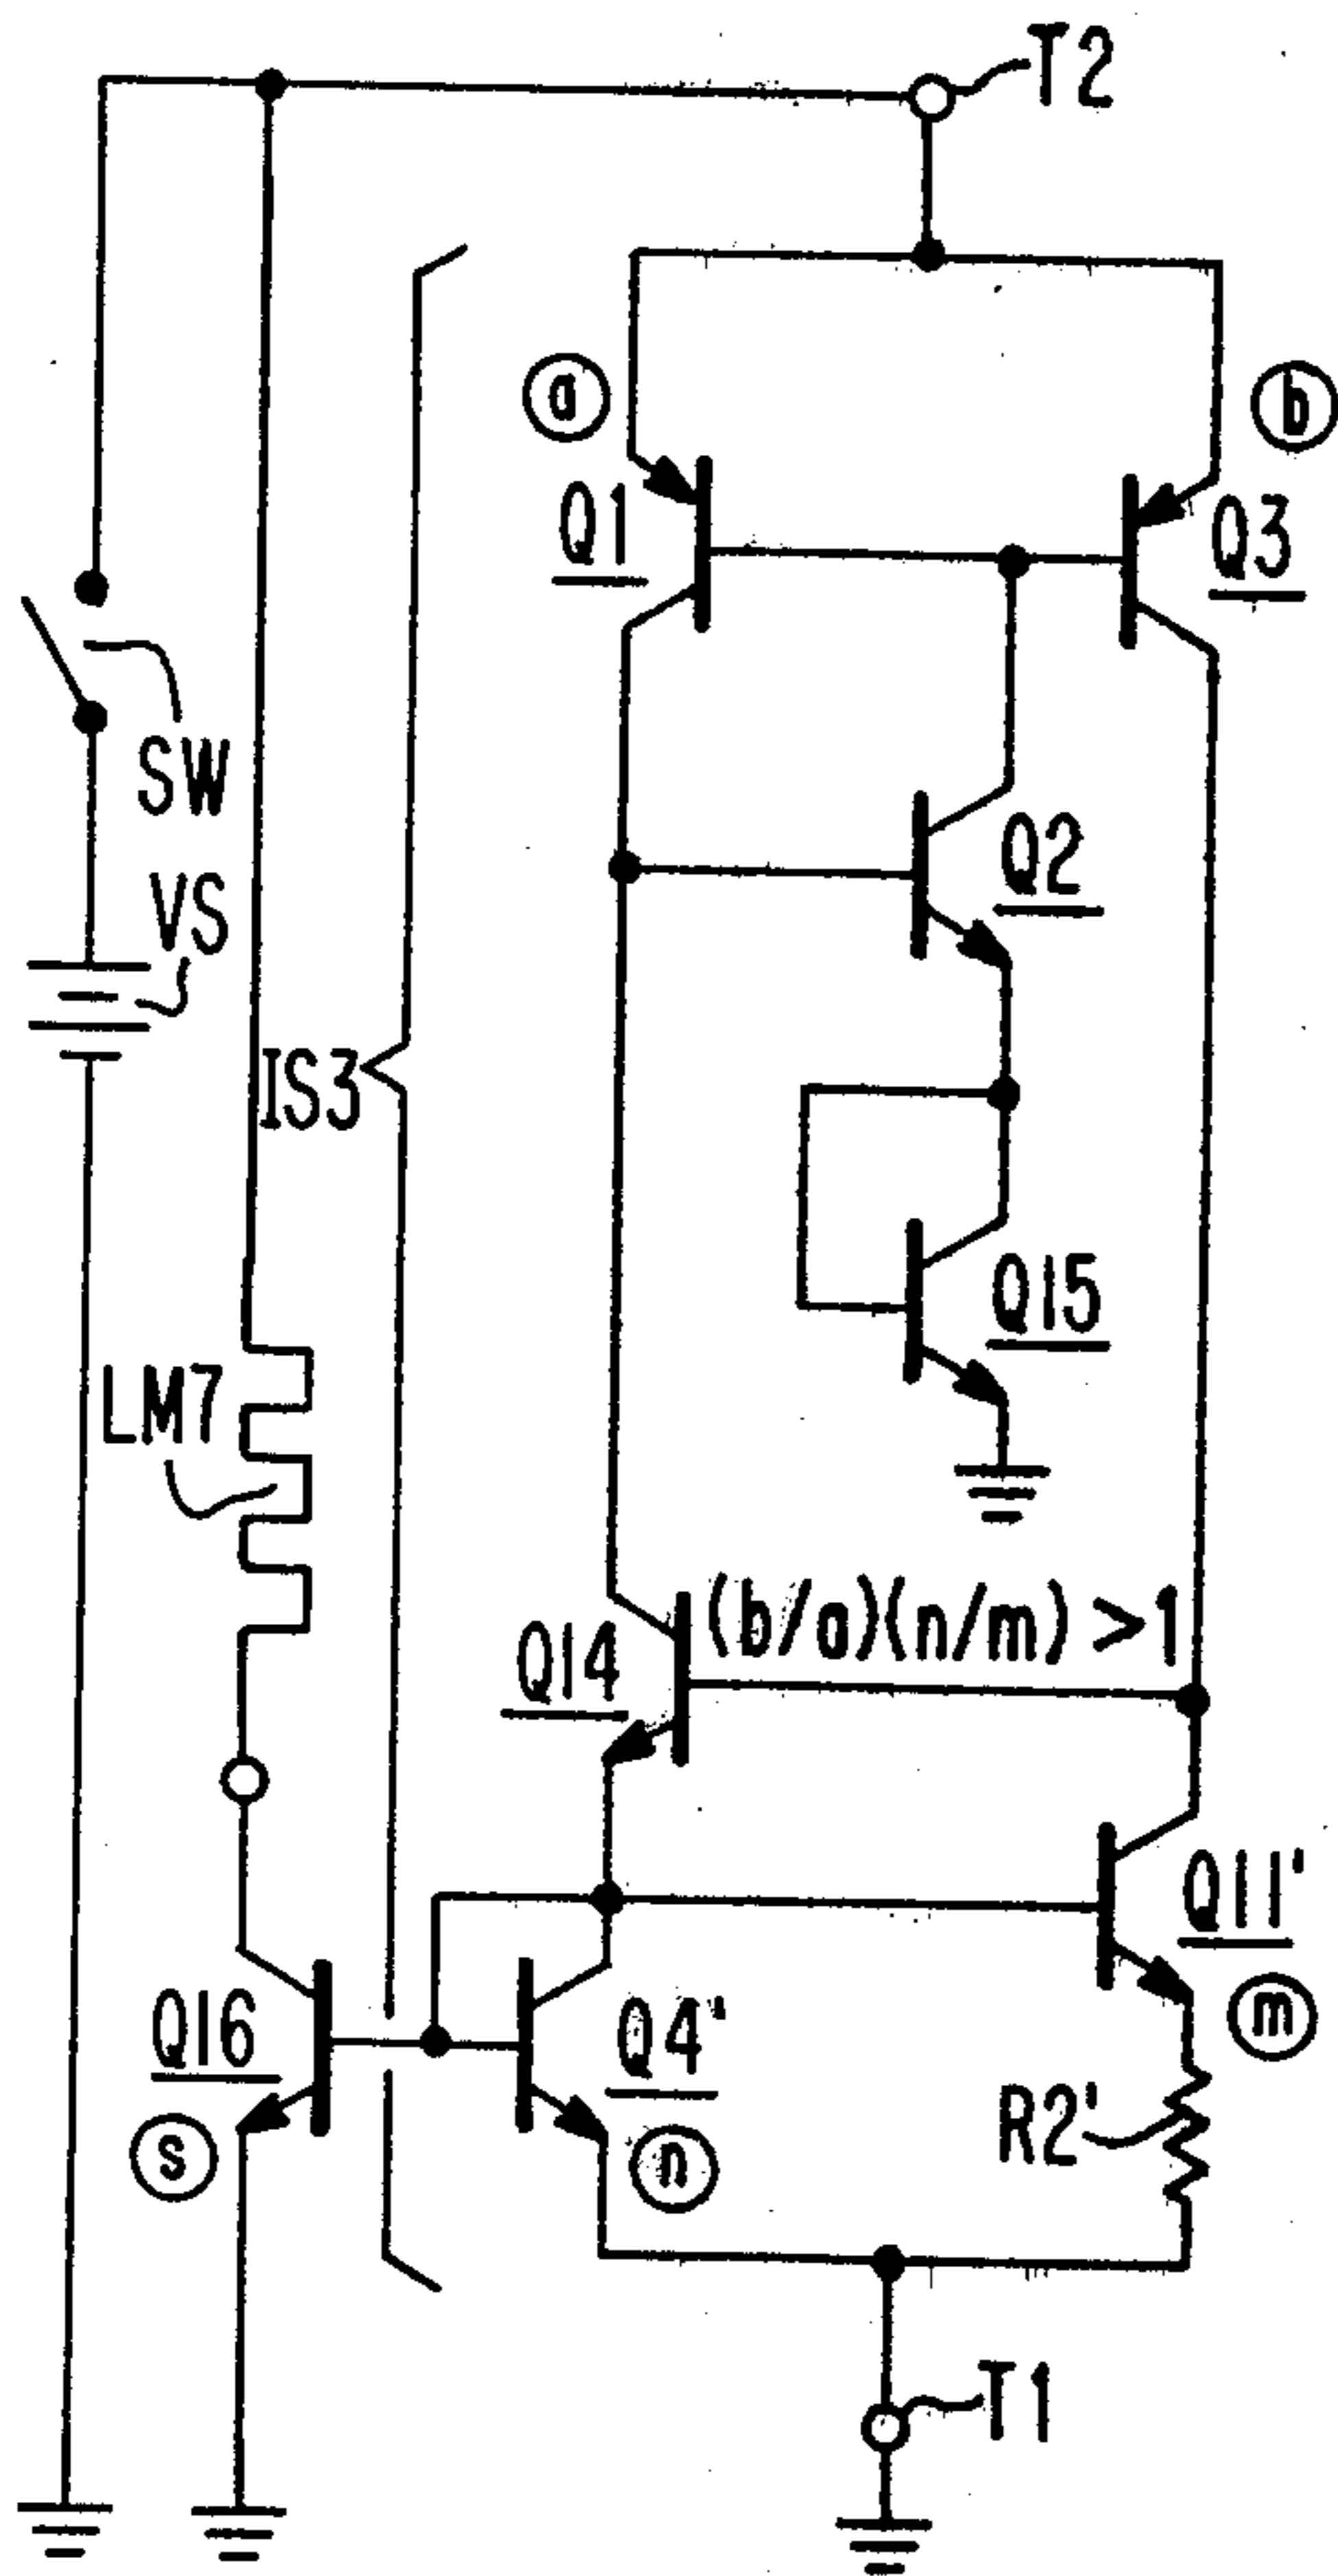 T2
a
b
Q1
Q3
SW
VS
Q2
IS3
Q15
LM7
(b/a)(n/m) >1
Q14
Q11'
m
Q16
Q4'
s
n
R2'
T1